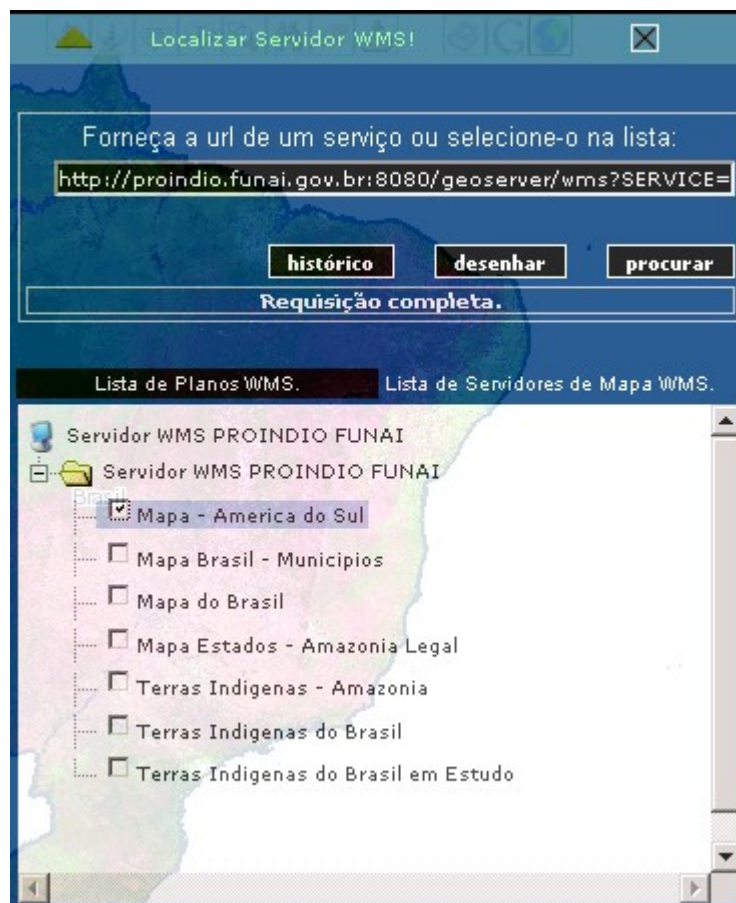 Localizar Servidor WMS!
Forneça a url de um serviço ou selecione-o na lista:
http://proindio.funai.gov.br:8080/geoserver/wms?SERVICE=
histórico desenhar procurar
Requisição completa.
Lista de Planos WMS. Lista de Servidores de Mapa WMS.
Servidor WMS PROINDIO FUNAI
Servidor WMS PROINDIO FUNAI
Brasil
Mapa - America do Sul
Mapa Brasil - Municipios
Mapa do Brasil
Mapa Estados - Amazonia Legal
Terras Indigenas - Amazonia
Terras Indigenas do Brasil
Terras Indigenas do Brasil em Estudo